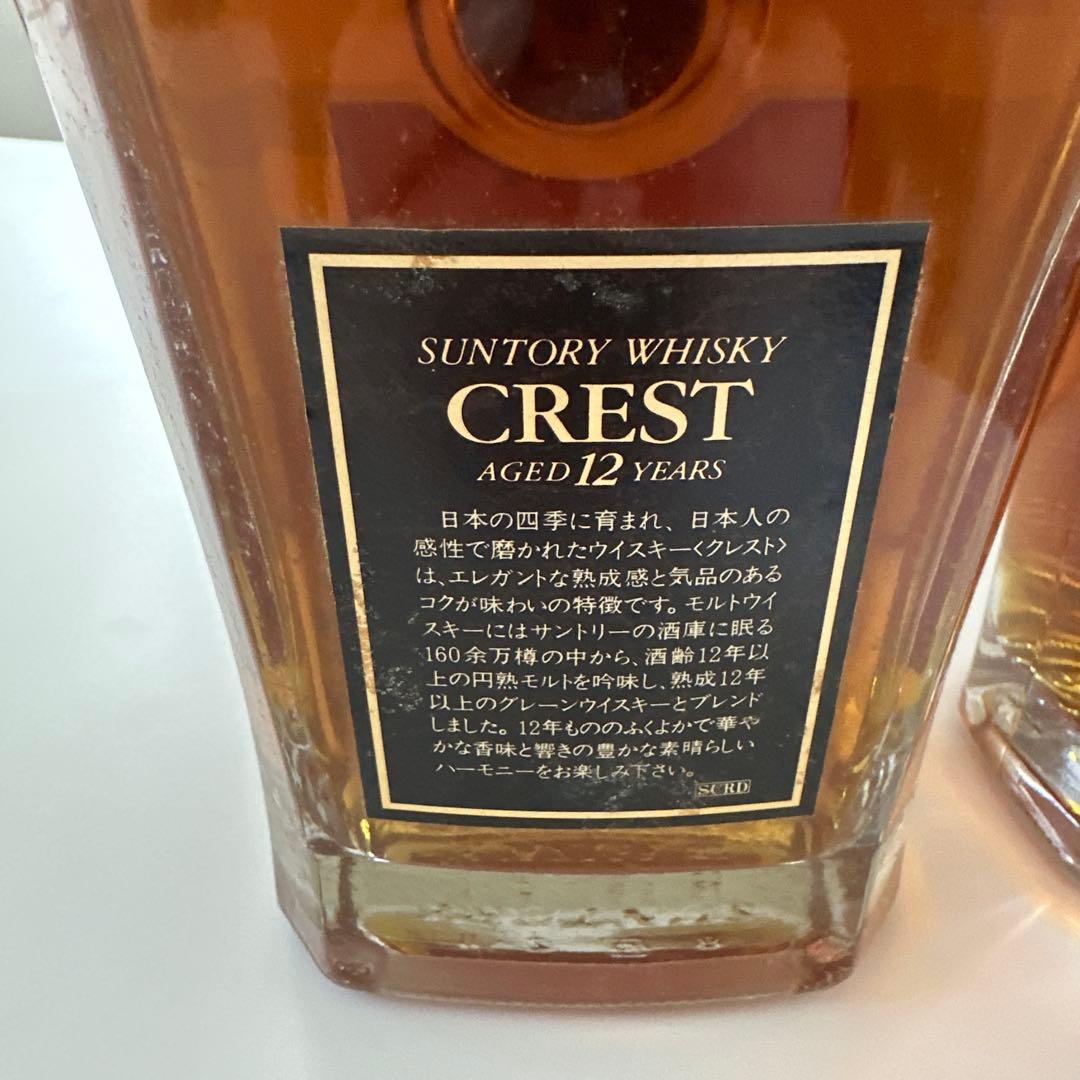 SUNTORY WHISKY
CREST
AGED 12 YEARS
日本の四季に育まれ、日本人の
感性で磨かれたウイスキー〈クレスト〉
は、エレガントな熟成感と気品のある
コクが味わいの特徴です。モルトウイ
スキーにはサントリーの酒庫に眠る
160余万樽の中から、酒齢12年以
上の円熟モルトを吟味し、熟成12年
以上のグレーンウイスキーとブレンド
しました。12年もののふくよかで華や
かな香味と響きの豊かな素晴らしい
ハーモニーをお楽しみ下さい。
SCRD